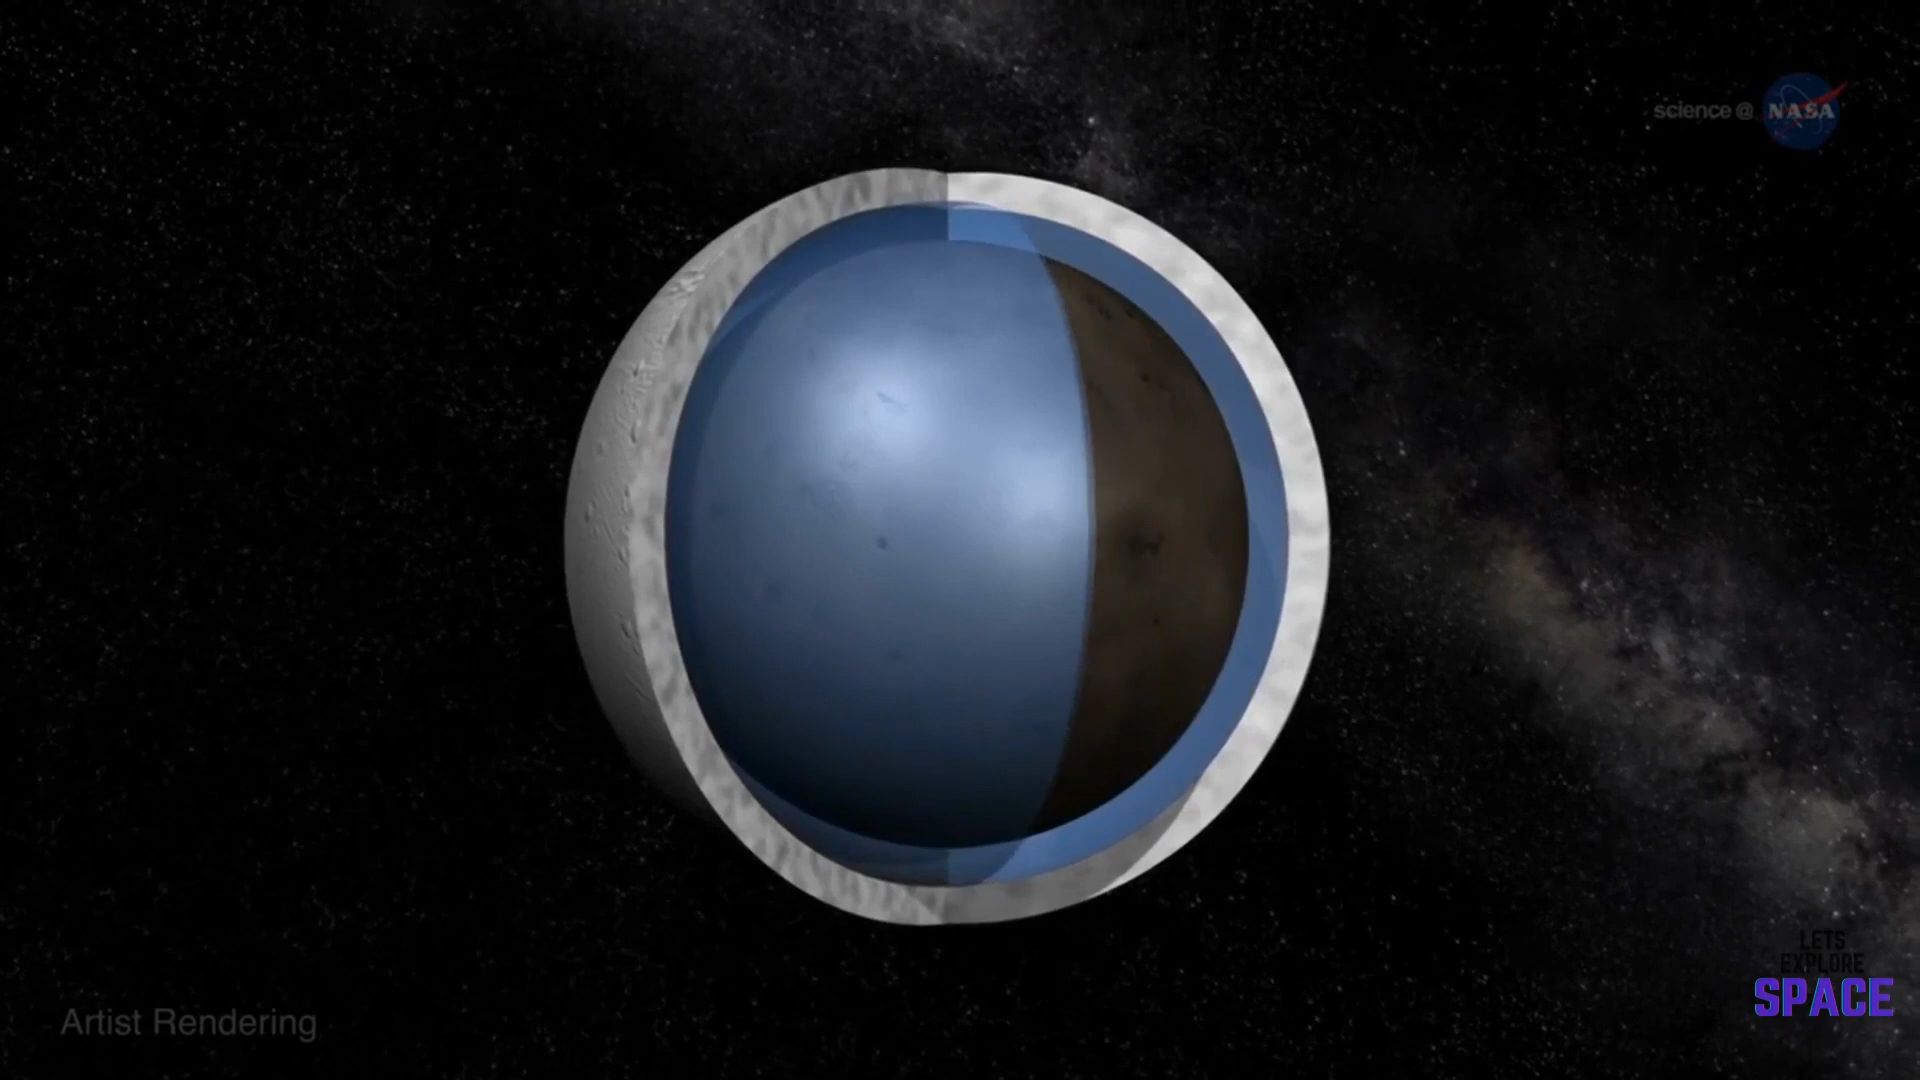 science @ NASA
LETS
EXPLORE
SPACE
Artist Rendering